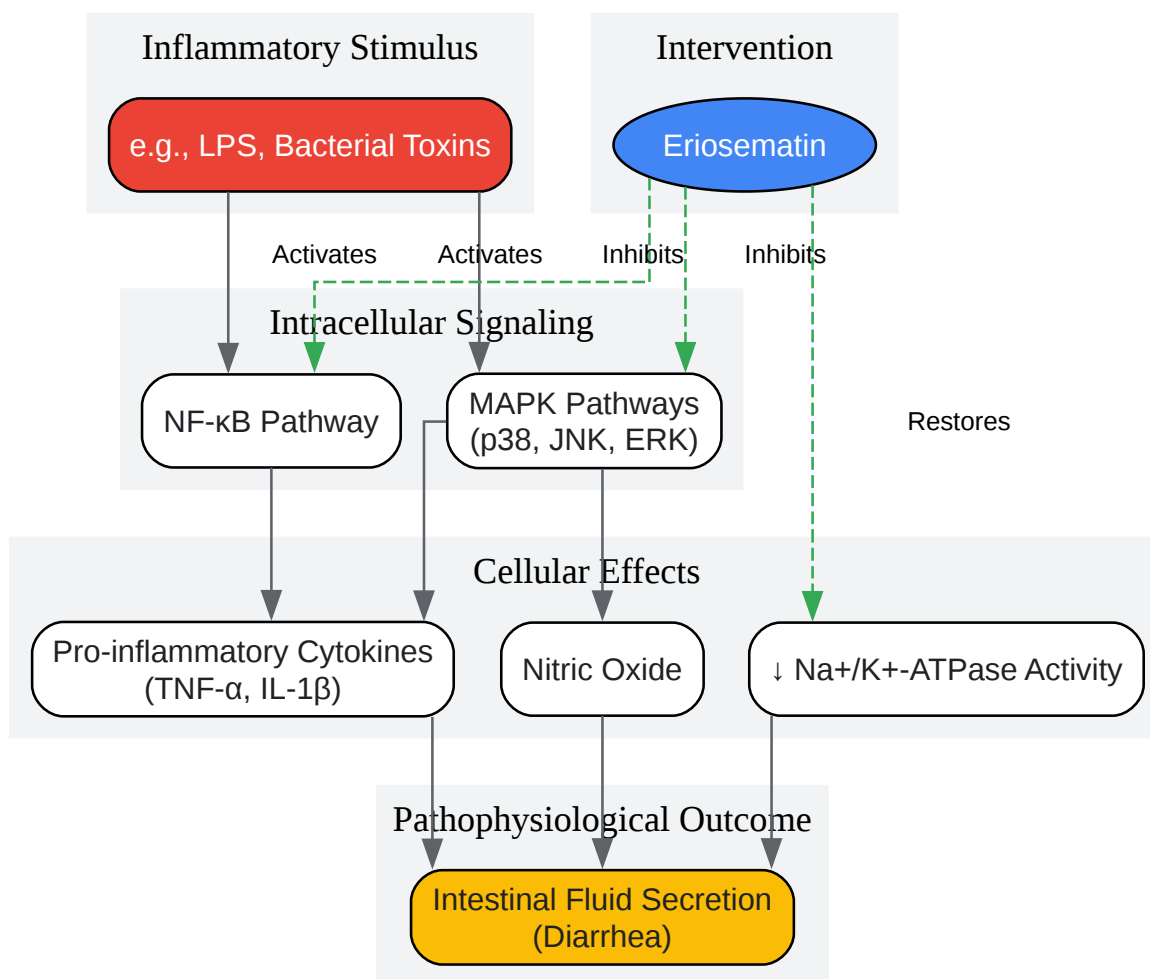 Inflammatory Stimulus
Intervention
e.g., LPS, Bacterial Toxins
Eriosematin
Activates
Activates
Inhibits
Inhibits
Intracellular Signaling
NF-κB Pathway
MAPK Pathways
(p38, JNK, ERK)
Restores
Cellular Effects
Pro-inflammatory Cytokines
(TNF-α, IL-1β)
Nitric Oxide
↓ Na+/K+-ATPase Activity
Pathophysiological Outcome
Intestinal Fluid Secretion
(Diarrhea)